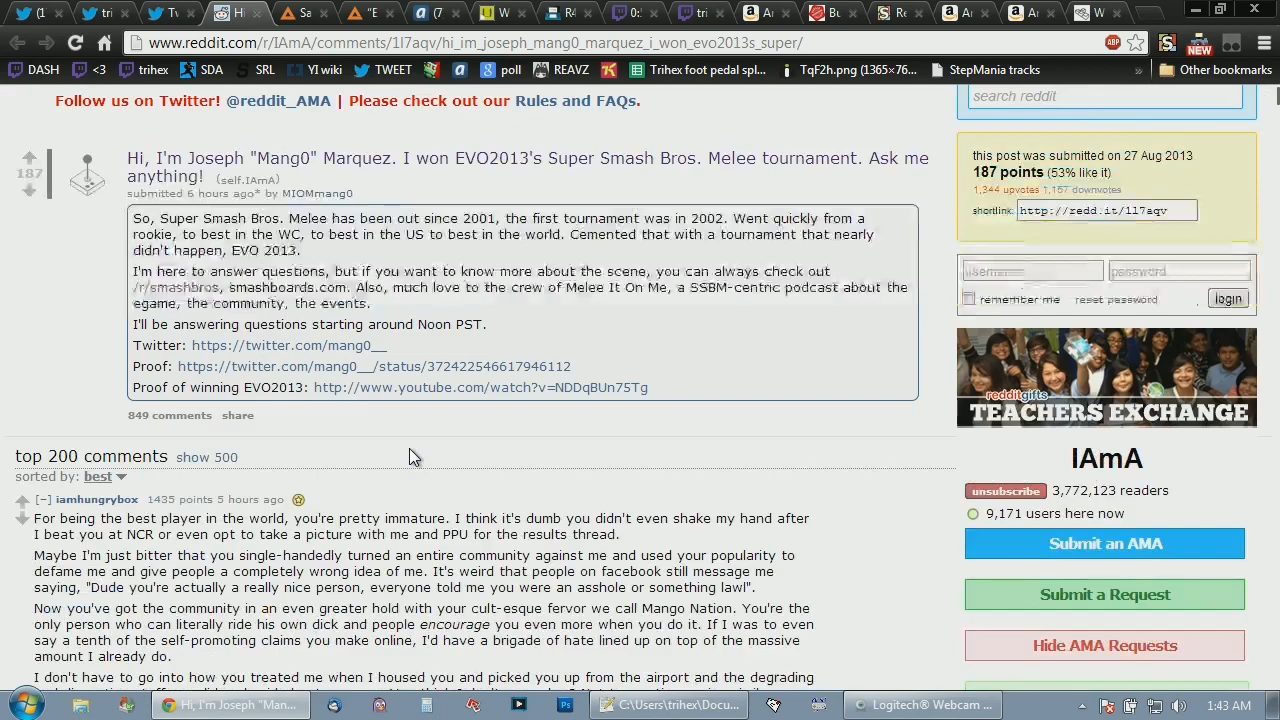 (1
tri
Tv
Hi
Sa
"E
(7
W
R4
0:
tri
Ar
Bu
Re
Ar
Ar
W
www.reddit.com/r/IAmA/comments/1l7aqv/hi_im_joseph_mang0_marquez_i_won_evo2013s_super/
ABP
NEW
DASH <3 trihex SDA SRL YI wiki TWEET poll REAVZ Trihex foot pedal spl... TqF2h.png (1365×76... StepMania tracks » Other bookmarks
Follow us on Twitter! @reddit_AMA | Please check out our Rules and FAQs.
search reddit
187
Hi, I'm Joseph "Mang0" Marquez. I won EVO2013's Super Smash Bros. Melee tournament. Ask me
anything! (self.IAmA)
submitted 6 hours ago* by MIOMmang0
So, Super Smash Bros. Melee has been out since 2001, the first tournament was in 2002. Went quickly from a
rookie, to best in the WC, to best in the US to best in the world. Cemented that with a tournament that nearly
didn't happen, EVO 2013.
I'm here to answer questions, but if you want to know more about the scene, you can always check out
/r/smashbros, smashboards.com. Also, much love to the crew of Melee It On Me, a SSBM-centric podcast about the
egame, the community, the events.
I'll be answering questions starting around Noon PST.
Twitter: https://twitter.com/mang0__
Proof: https://twitter.com/mang0__/status/372422546617946112
Proof of winning EVO2013: http://www.youtube.com/watch?v=NDDqBUn75Tg
849 comments share
this post was submitted on 27 Aug 2013
187 points (53% like it)
1,344 upvotes 1,157 downvotes
shortlink: http://redd.it/1l7aqv
username password
remember me reset password login
redditgifts
TEACHERS EXCHANGE
top 200 comments show 500
sorted by: best
[–] iamhungrybox 1435 points 5 hours ago
For being the best player in the world, you're pretty immature. I think it's dumb you didn't even shake my hand after
I beat you at NCR or even opt to take a picture with me and PPU for the results thread.
Maybe I'm just bitter that you single-handedly turned an entire community against me and used your popularity to
defame me and give people a completely wrong idea of me. It's weird that people on facebook still message me
saying, "Dude you're actually a really nice person, everyone told me you were an asshole or something lawl".
Now you've got the community in an even greater hold with your cult-esque fervor we call Mango Nation. You're the
only person who can literally ride his own dick and people encourage you even more when you do it. If I was to even
say a tenth of the self-promoting claims you make online, I'd have a brigade of hate lined up on top of the massive
amount I already do.
I don't have to go into how you treated me when I housed you and picked you up from the airport and the degrading
IAmA
unsubscribe 3,772,123 readers
9,171 users here now
Submit an AMA
Submit a Request
Hide AMA Requests
Hi, I'm Joseph "Man...
Ps
C:\Users\trihex\Docu...
Logitech® Webcam ...
1:43 AM